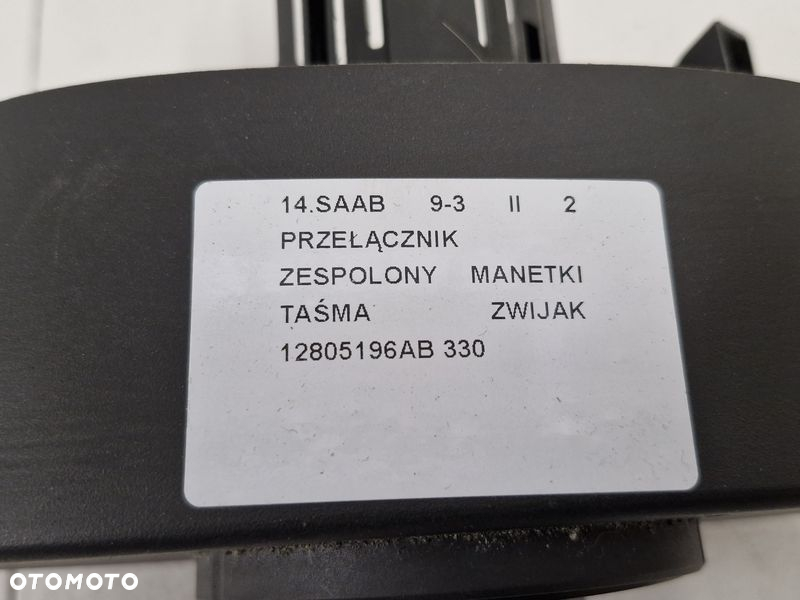 14.SAAB 9-3 II 2
PRZEŁĄCZNIK
ZESPOLONY MANETKI
TAŚMA ZWIJAK
12805196AB 330
OTOMOTO